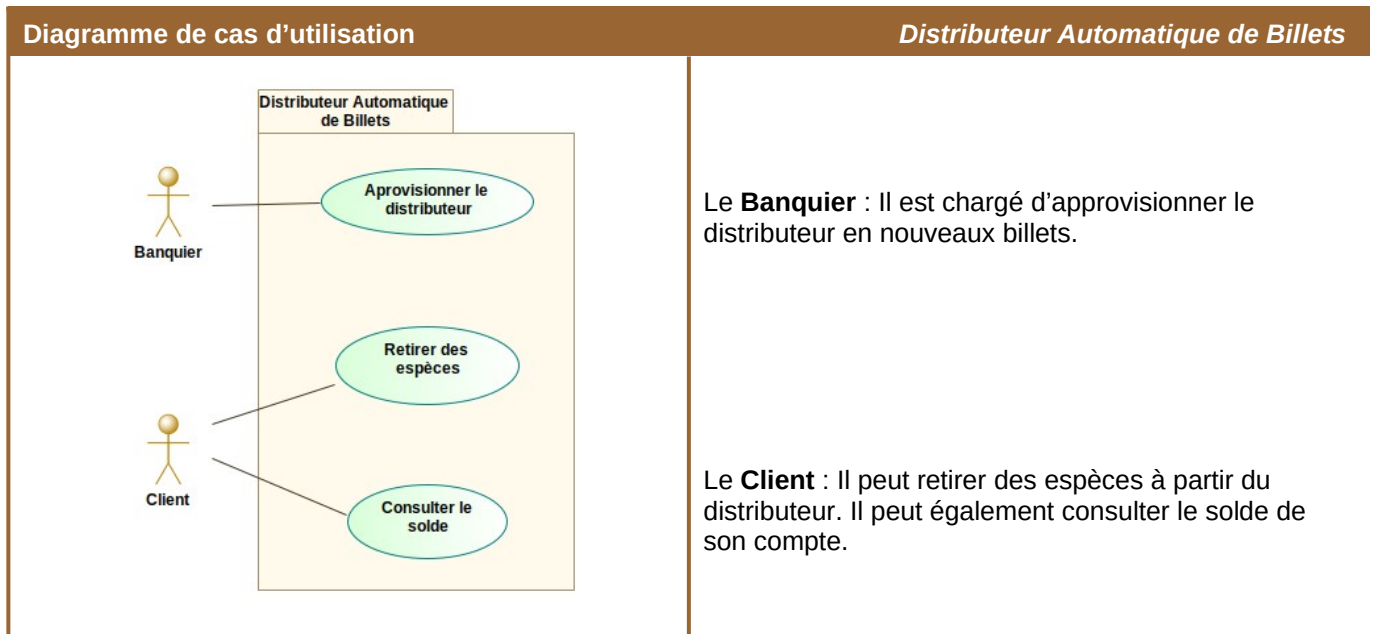 Diagramme de cas d’utilisation
Distributeur Automatique de Billets
Distributeur Automatique
de Billets
Aprovisionner le
distributeur
Banquier
Retirer des
espèces
Client
Consulter le
solde
Le Banquier : Il est chargé d’approvisionner le
distributeur en nouveaux billets.
Le Client : Il peut retirer des espèces à partir du
distributeur. Il peut également consulter le solde de
son compte.